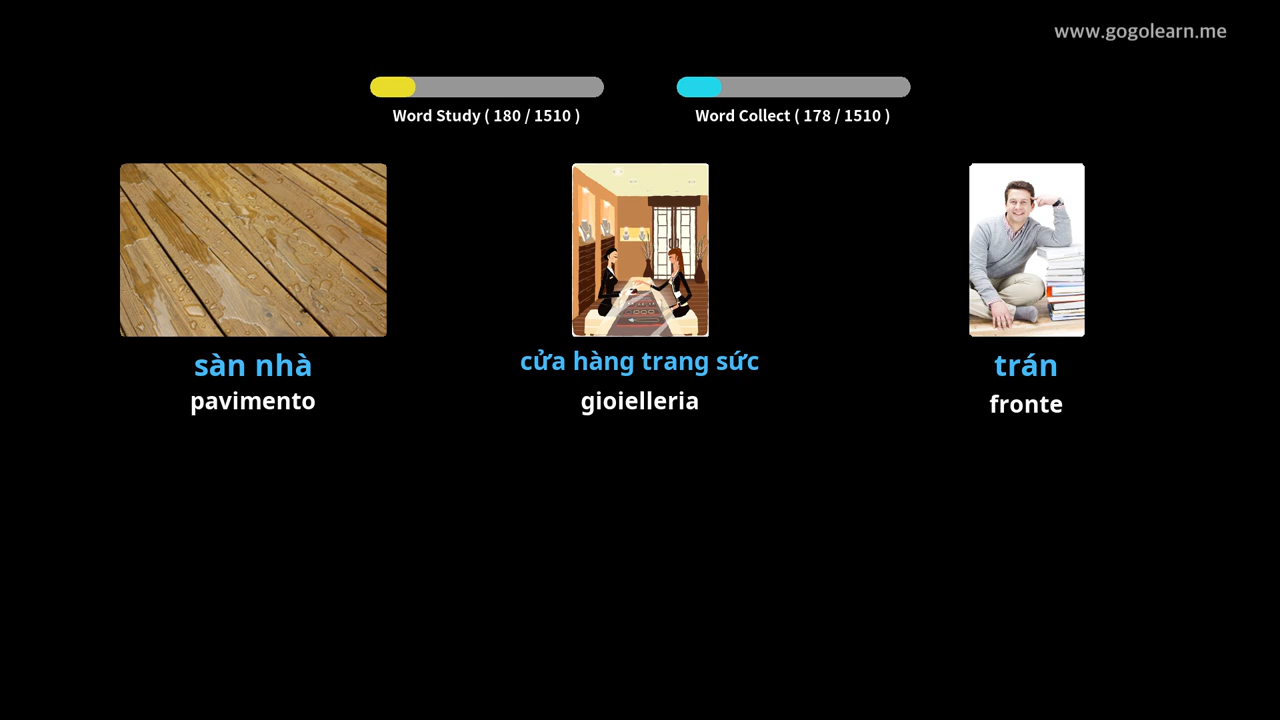 www.gogolearn.me
Word Study ( 180 / 1510 )
Word Collect ( 178 / 1510 )
sàn nhà
pavimento
cửa hàng trang sức
gioielleria
trán
fronte